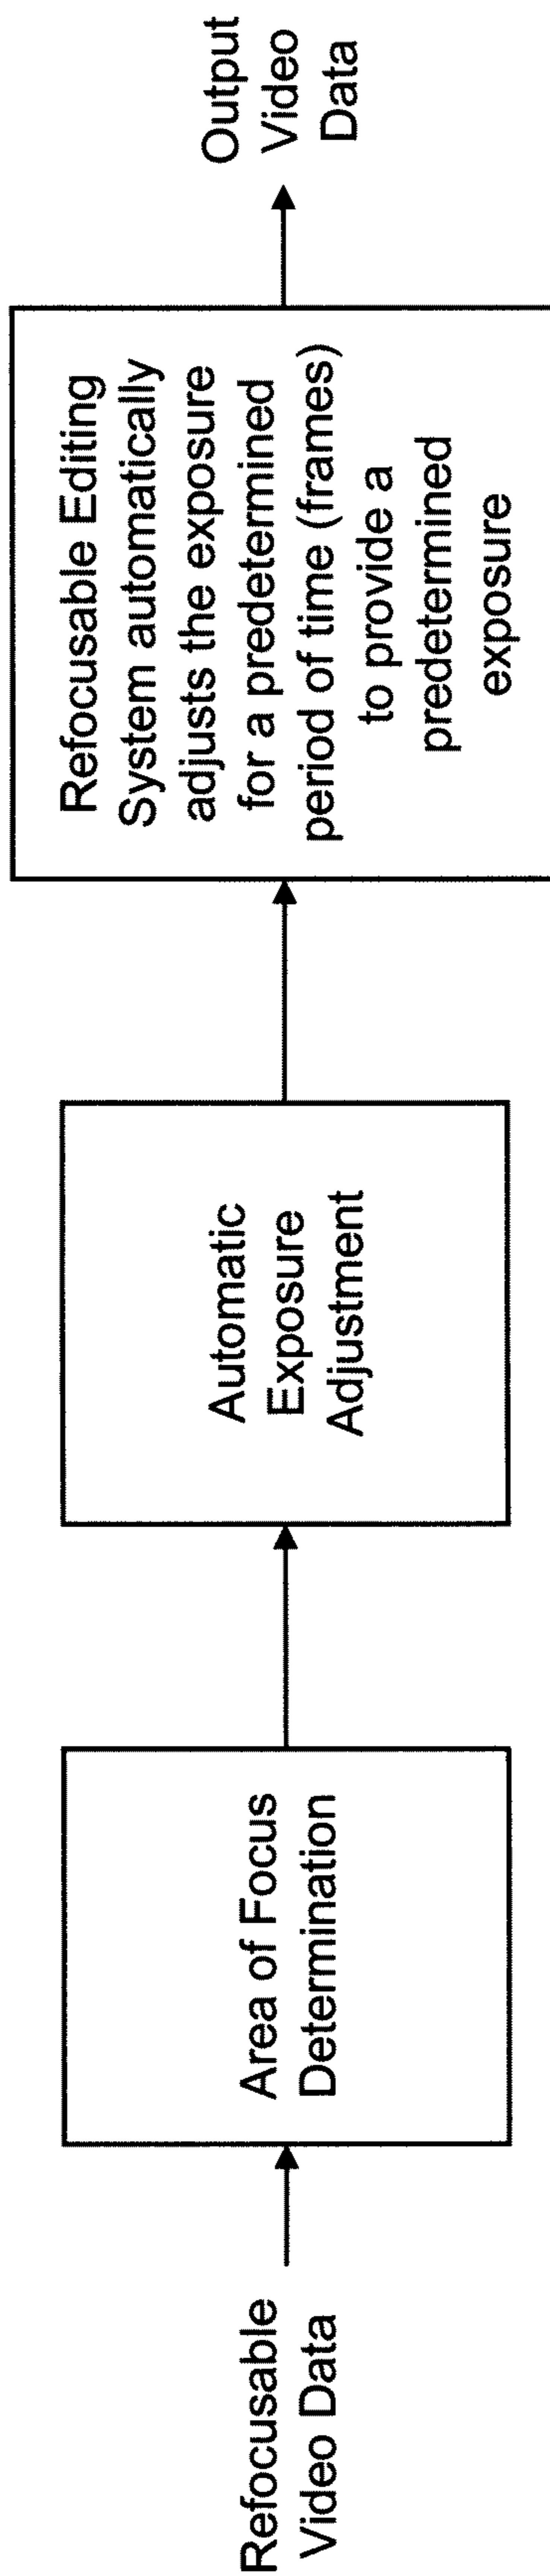 Refocusable
Video Data
Area of Focus
Determination
Automatic
Exposure
Adjustment
Refocusable Editing
System automatically
adjusts the exposure
for a predetermined
period of time (frames)
to provide a
predetermined
exposure
Output
Video
Data